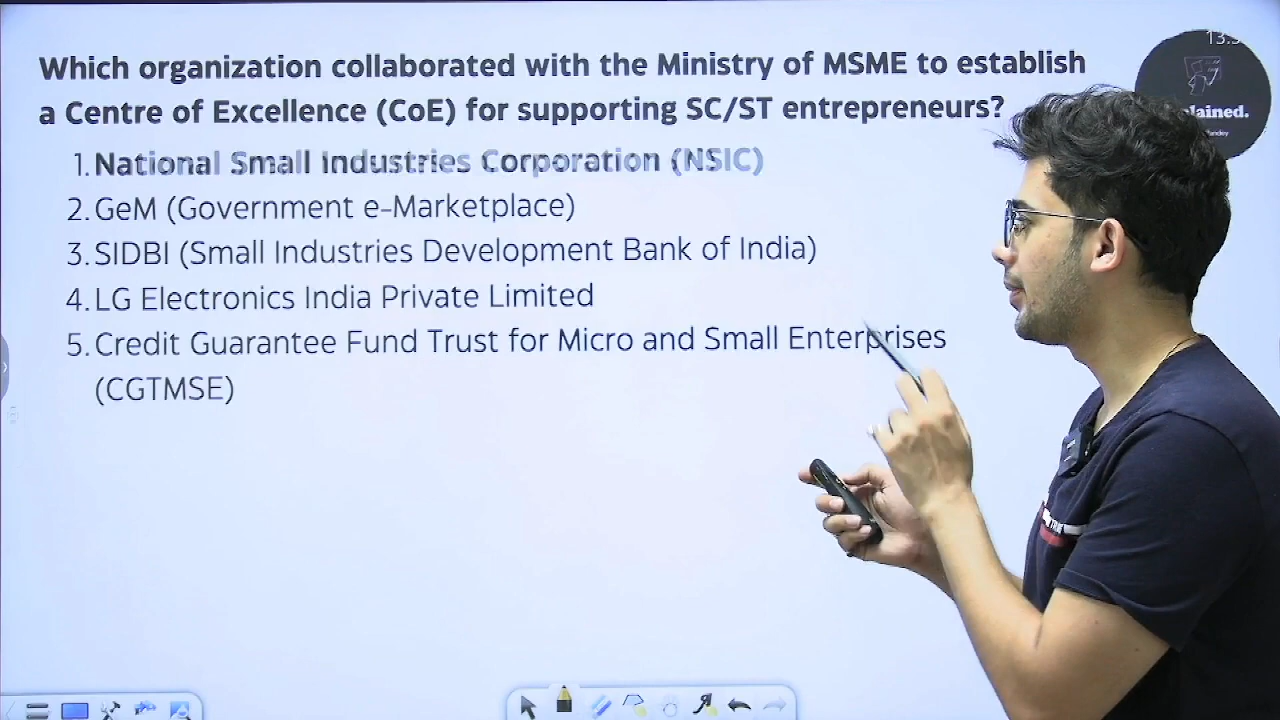 Which organization collaborated with the Ministry of MSME to establish
a Centre of Excellence (CoE) for supporting SC/ST entrepreneurs?
1. National Small Industries Corporation (NSIC)
2. GeM (Government e-Marketplace)
3. SIDBI (Small Industries Development Bank of India)
4. LG Electronics India Private Limited
5. Credit Guarantee Fund Trust for Micro and Small Enterprises
(CGTMSE)